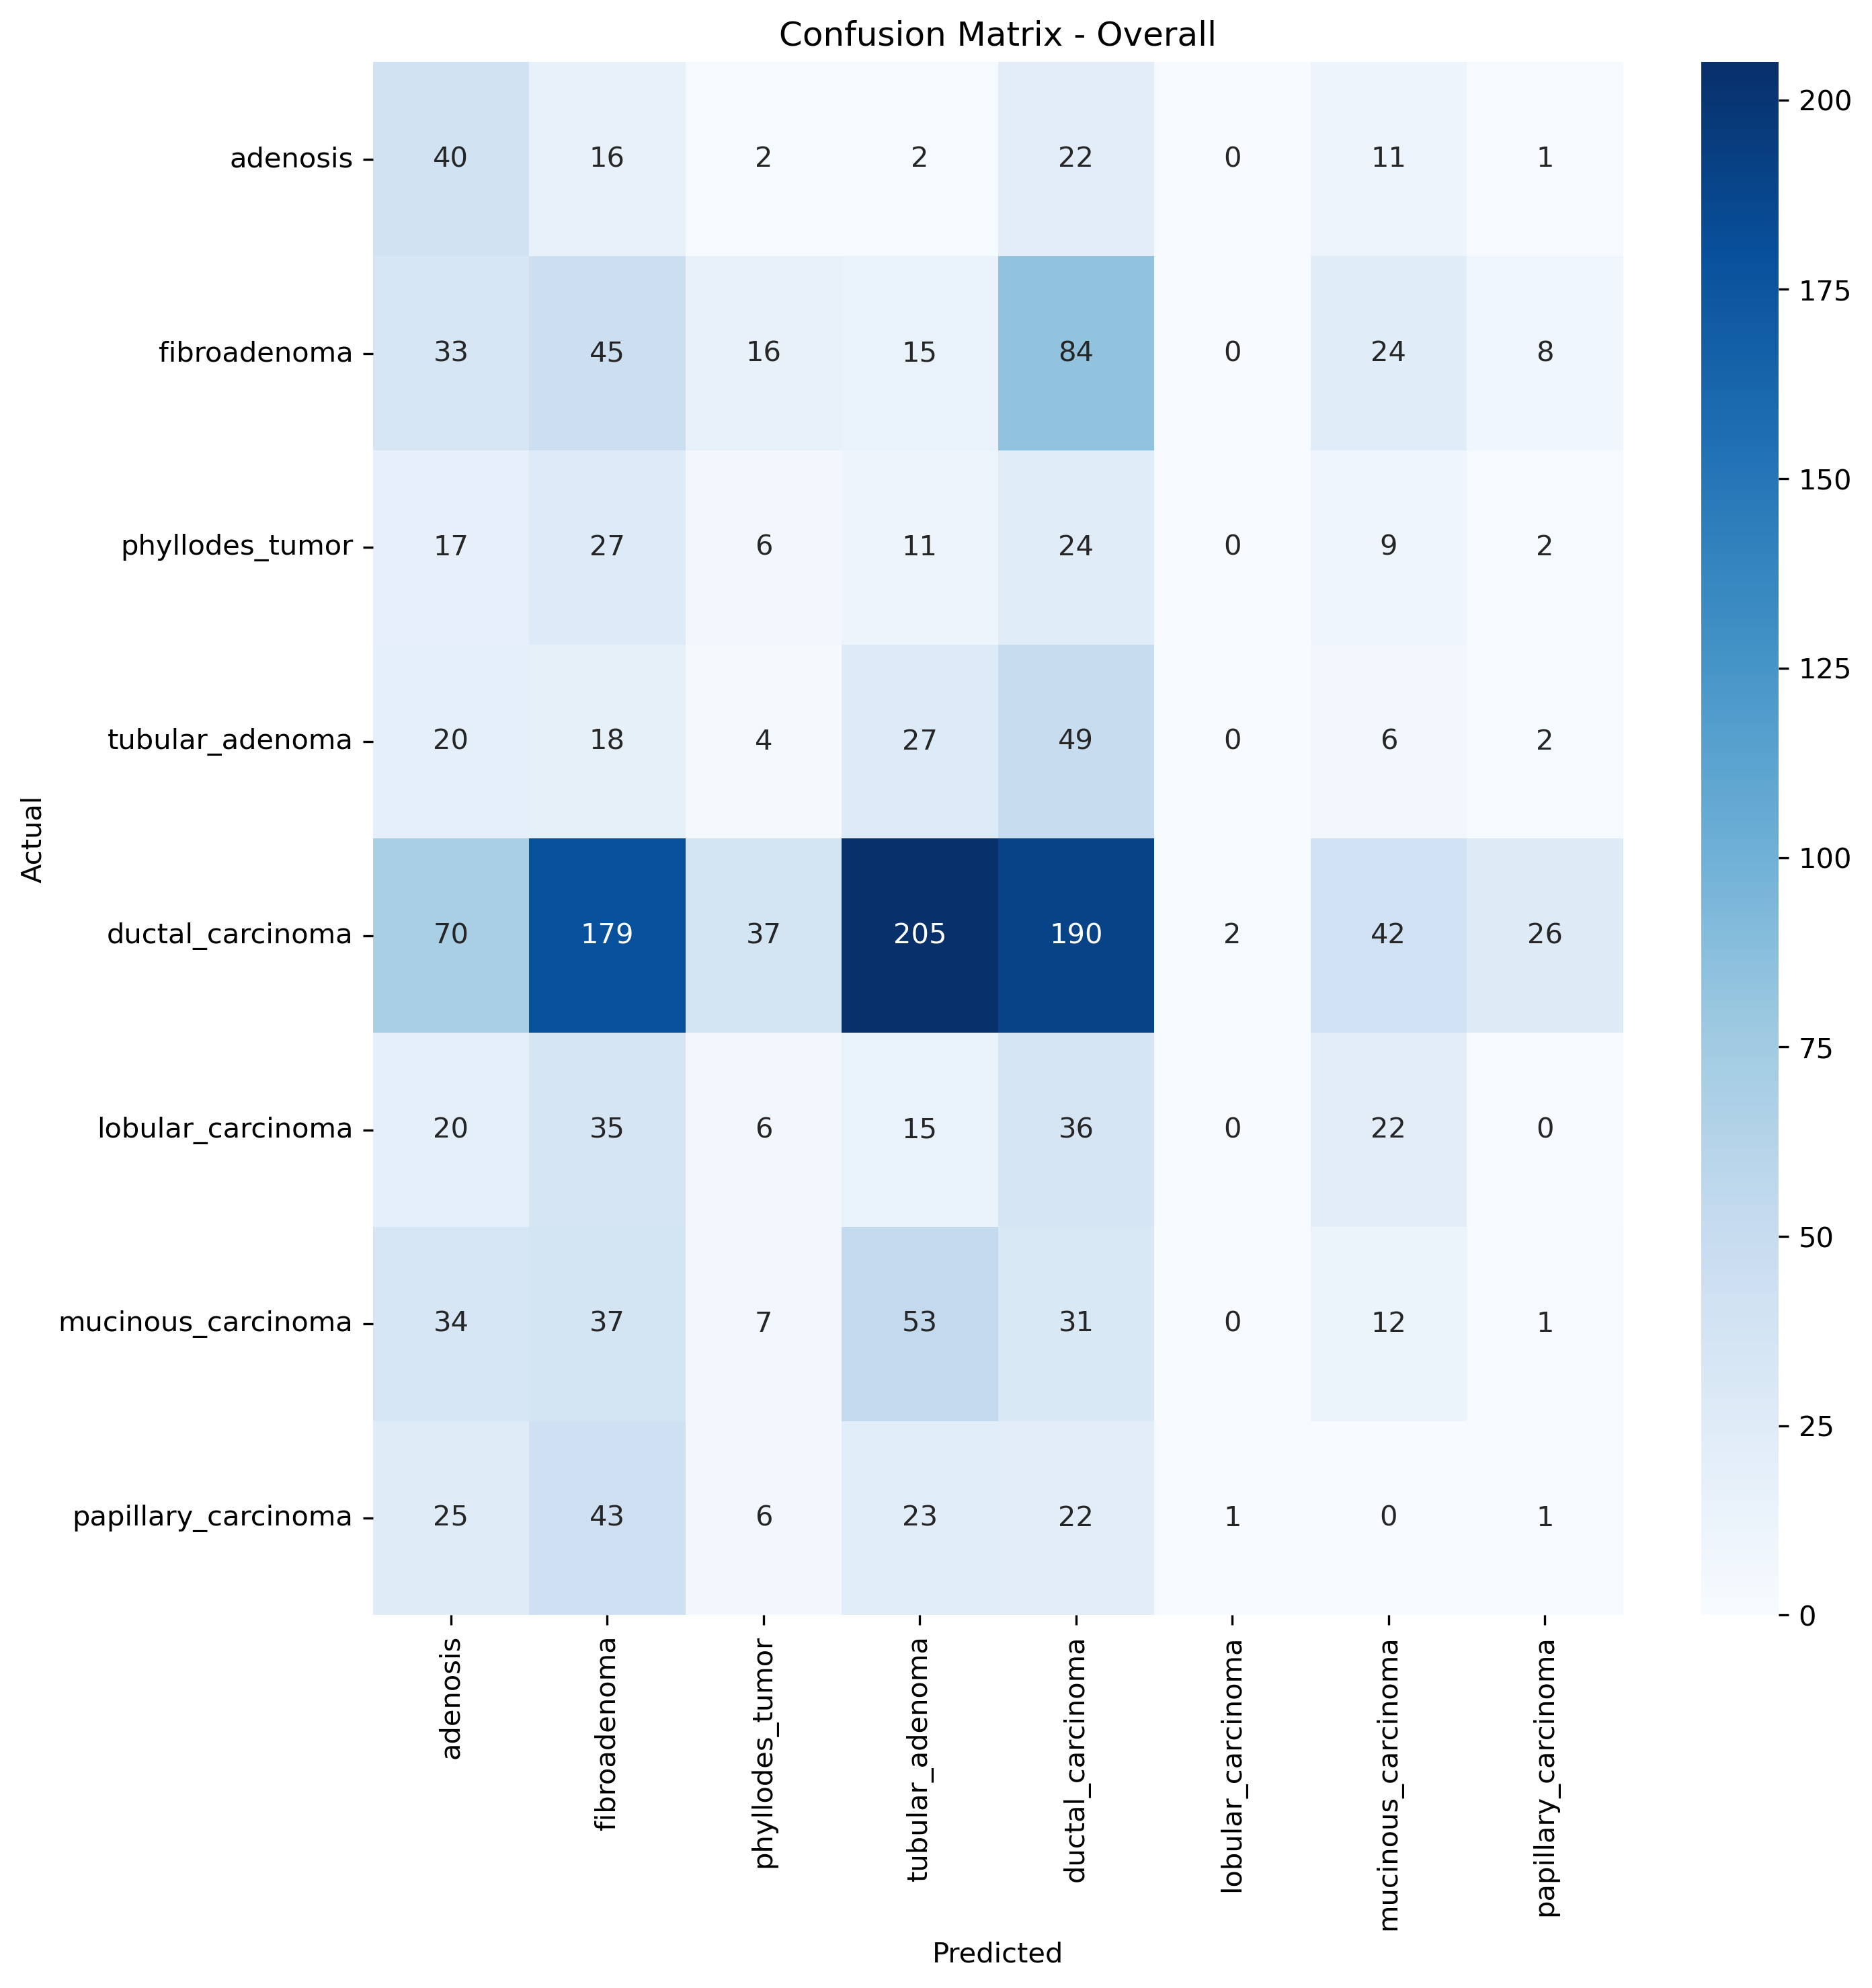 Confusion Matrix - Overall
adenosis 40 16 2 2 22 0 11 1
fibroadenoma 33 45 16 15 84 0 24 8
phyllodes_tumor 17 27 6 11 24 0 9 2
tubular_adenoma 20 18 4 27 49 0 6 2
ductal_carcinoma 70 179 37 205 190 2 42 26
lobular_carcinoma 20 35 6 15 36 0 22 0
mucinous_carcinoma 34 37 7 53 31 0 12 1
papillary_carcinoma 25 43 6 23 22 1 0 1
Actual
adenosis
fibroadenoma
phyllodes_tumor
tubular_adenoma
ductal_carcinoma
lobular_carcinoma
mucinous_carcinoma
papillary_carcinoma
Predicted
200
175
150
125
100
75
50
25
0